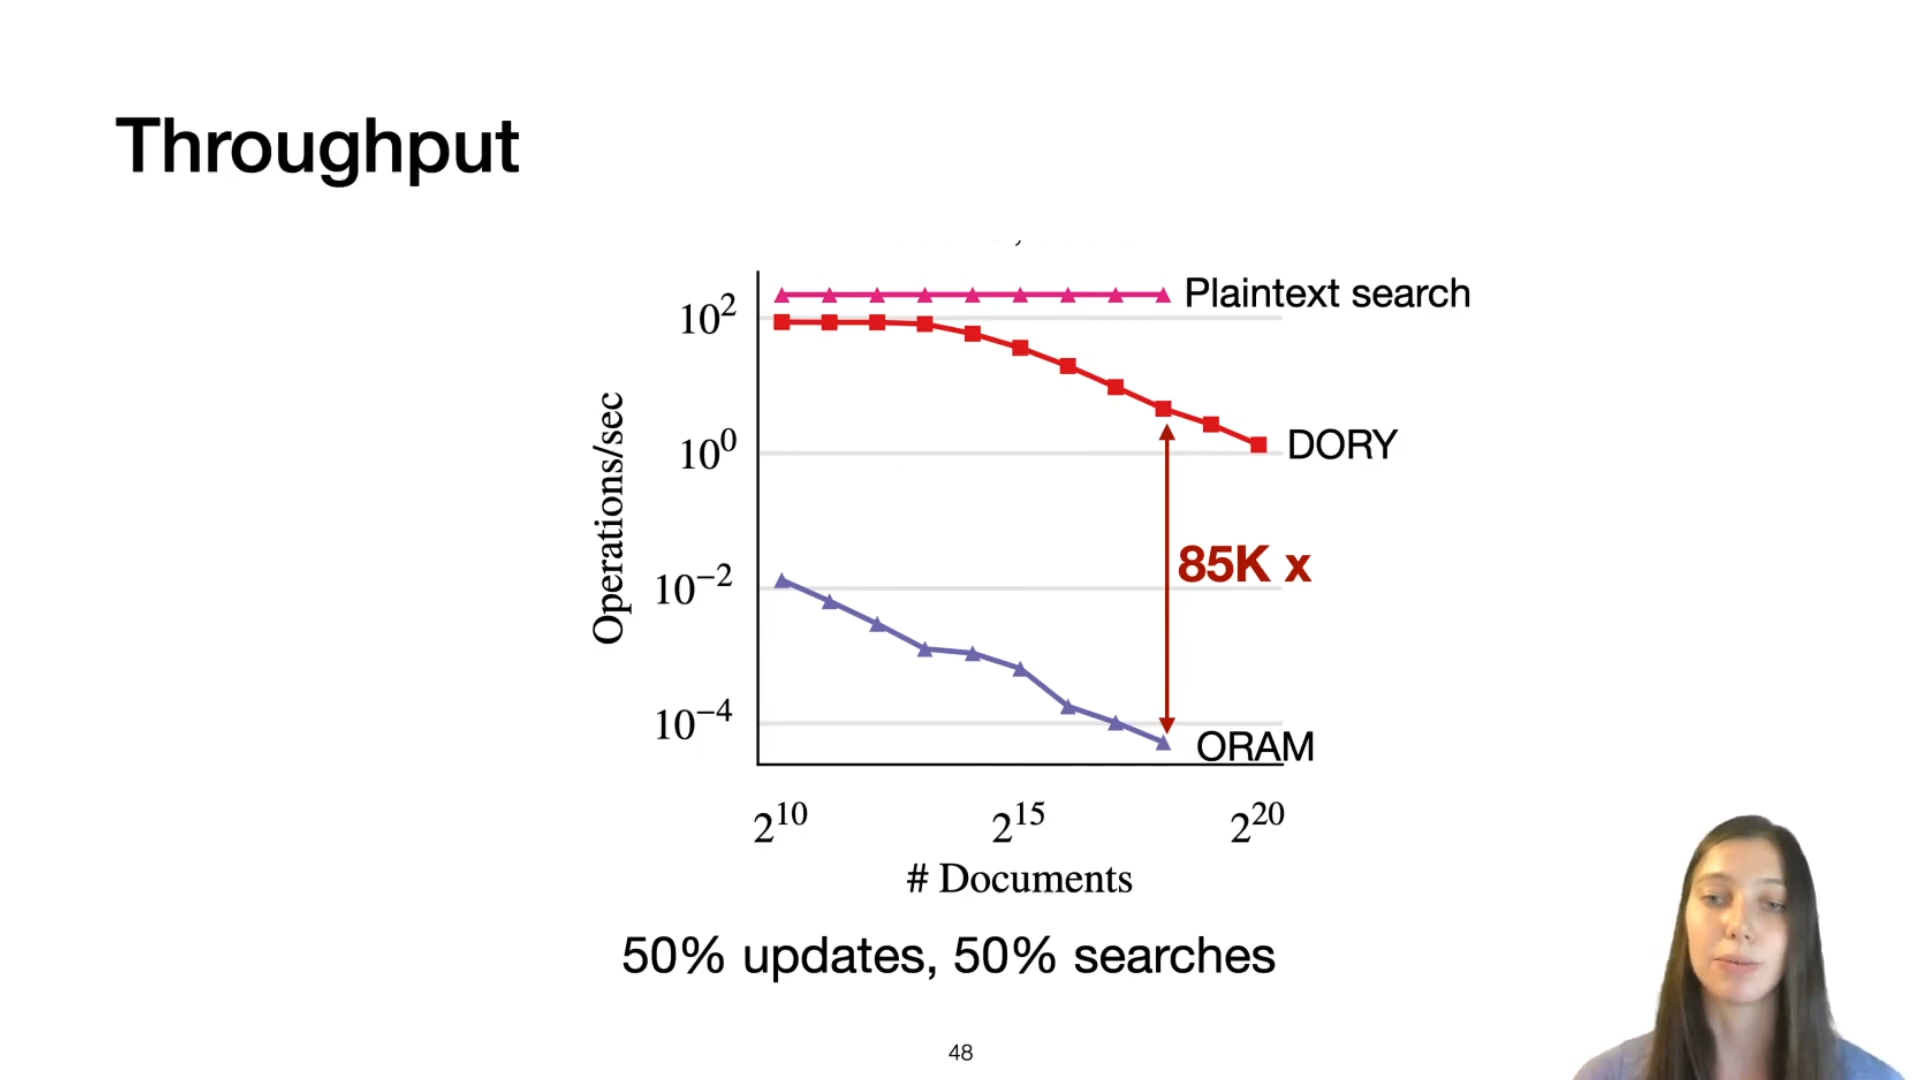 Throughput
Plaintext search
10²
DORY
10⁰
Operations/sec
85K x
10⁻²
10⁻⁴
ORAM
2¹⁰ 2¹⁵ 2²⁰
# Documents
50% updates, 50% searches
48